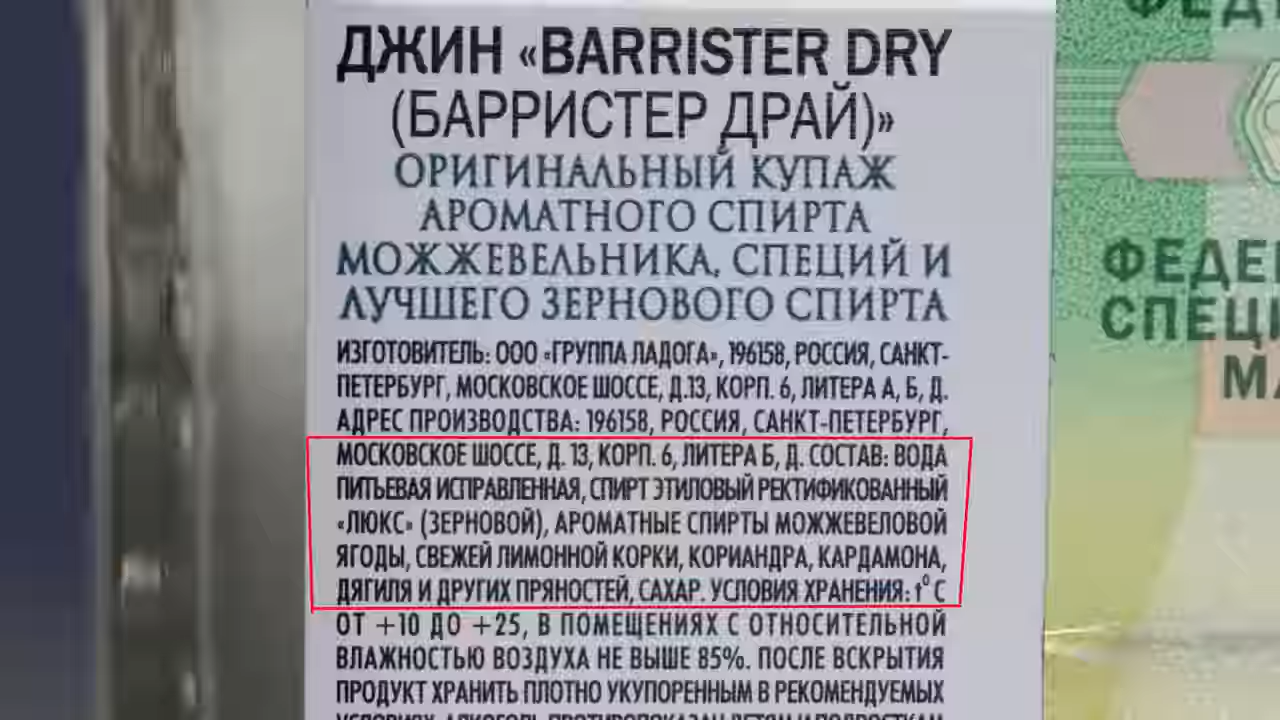 ДЖИН «BARRISTER DRY
(БАРРИСТЕР ДРАЙ)»
ОРИГИНАЛЬНЫЙ КУПАЖ
АРОМАТНОГО СПИРТА
МОЖЖЕВЕЛЬНИКА, СПЕЦИЙ И
ЛУЧШЕГО ЗЕРНОВОГО СПИРТА
ИЗГОТОВИТЕЛЬ: ООО «ГРУППА ЛАДОГА», 196158, РОССИЯ, САНКТ-
ПЕТЕРБУРГ, МОСКОВСКОЕ ШОССЕ, Д.13, КОРП. 6, ЛИТЕРА А, Б, Д.
АДРЕС ПРОИЗВОДСТВА: 196158, РОССИЯ, САНКТ-ПЕТЕРБУРГ,
МОСКОВСКОЕ ШОССЕ, Д. 13, КОРП. 6, ЛИТЕРА Б, Д. СОСТАВ: ВОДА
ПИТЬЕВАЯ ИСПРАВЛЕННАЯ, СПИРТ ЭТИЛОВЫЙ РЕКТИФИКОВАННЫЙ
«ЛЮКС» (ЗЕРНОВОЙ), АРОМАТНЫЕ СПИРТЫ МОЖЖЕВЕЛОВОЙ
ЯГОДЫ, СВЕЖЕЙ ЛИМОННОЙ КОРКИ, КОРИАНДРА, КАРДАМОНА,
ДЯГИЛЯ И ДРУГИХ ПРЯНОСТЕЙ, САХАР. УСЛОВИЯ ХРАНЕНИЯ: t° С
ОТ +10 ДО +25, В ПОМЕЩЕНИЯХ С ОТНОСИТЕЛЬНОЙ
ВЛАЖНОСТЬЮ ВОЗДУХА НЕ ВЫШЕ 85%. ПОСЛЕ ВСКРЫТИЯ
ПРОДУКТ ХРАНИТЬ ПЛОТНО УКУПОРЕННЫМ В РЕКОМЕНДУЕМЫХ
ФЕДЕ
СПЕЦИ
МА